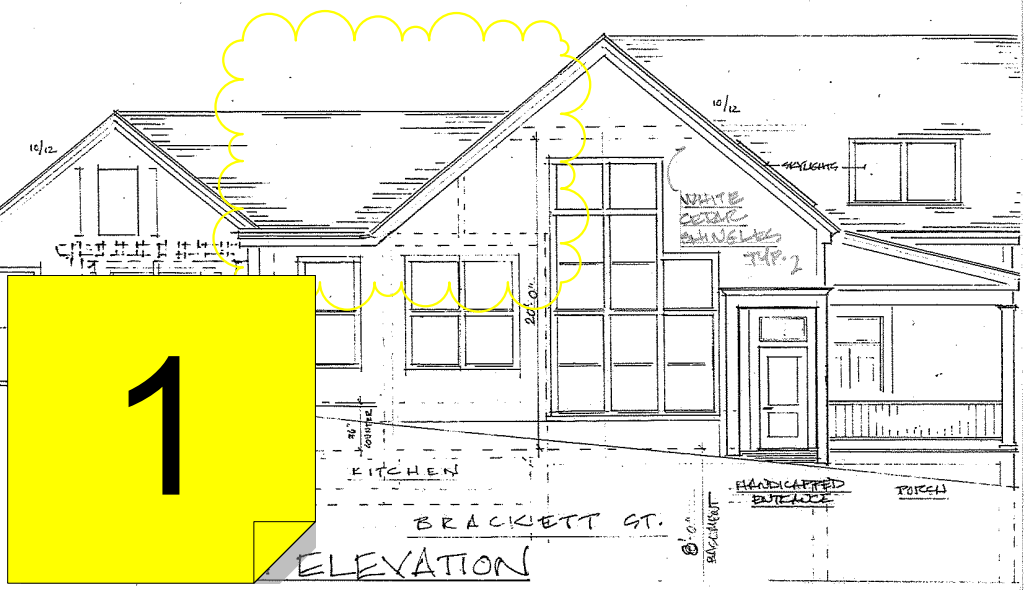 10/12
10/12
SKYLIGHTS
WHITE
CEDAR
SHINGLES
TYP. 2
20'-0"
1
36"
COUNTER
KITCHEN
HANDICAPPED
ENTRANCE
PORCH
BRACKETT ST.
8'-0"
BASEMENT
ELEVATION